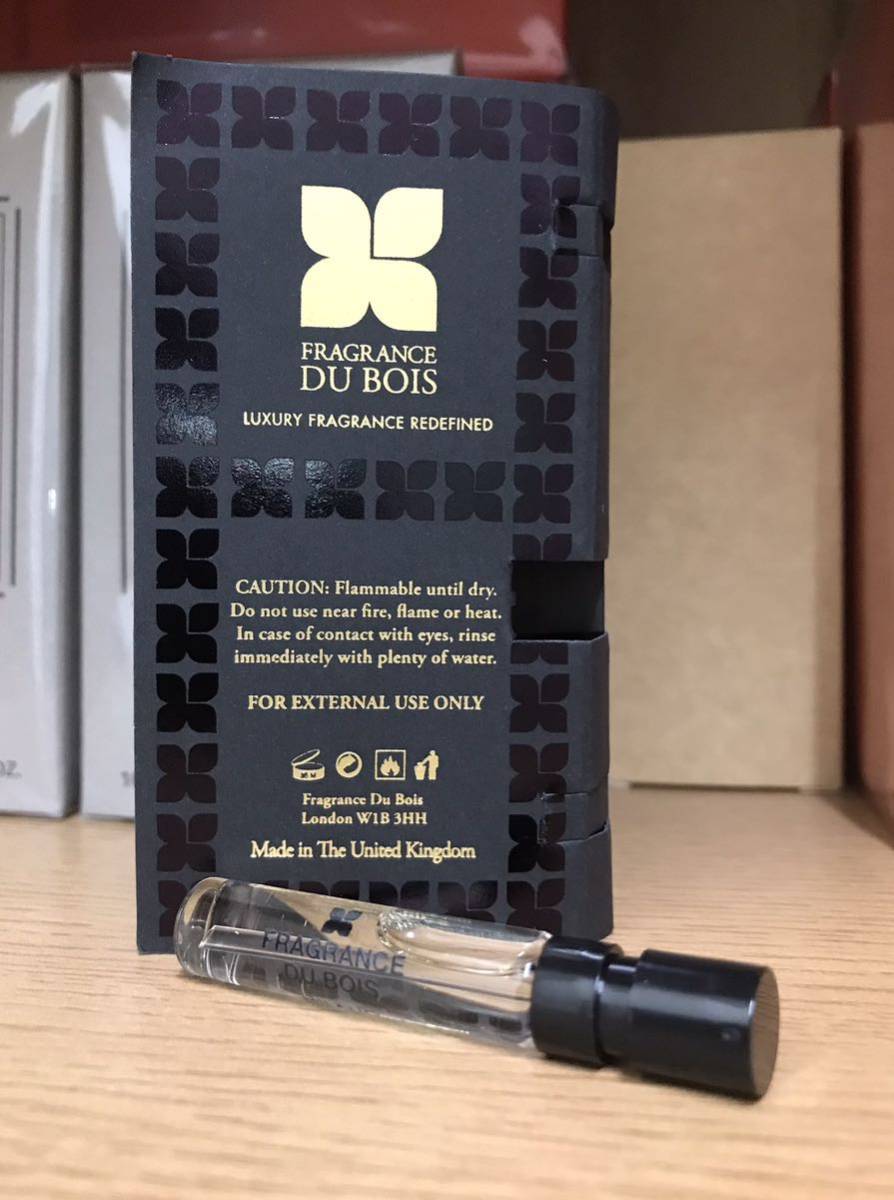 FRAGRANCE
DU BOIS
LUXURY FRAGRANCE REDEFINED
CAUTION: Flammable until dry.
Do not use near fire, flame or heat.
In case of contact with eyes, rinse
immediately with plenty of water.
FOR EXTERNAL USE ONLY
Fragrance Du Bois
London W1B 3HH
Made in The United Kingdom
FRAGRANCE
DU BOIS